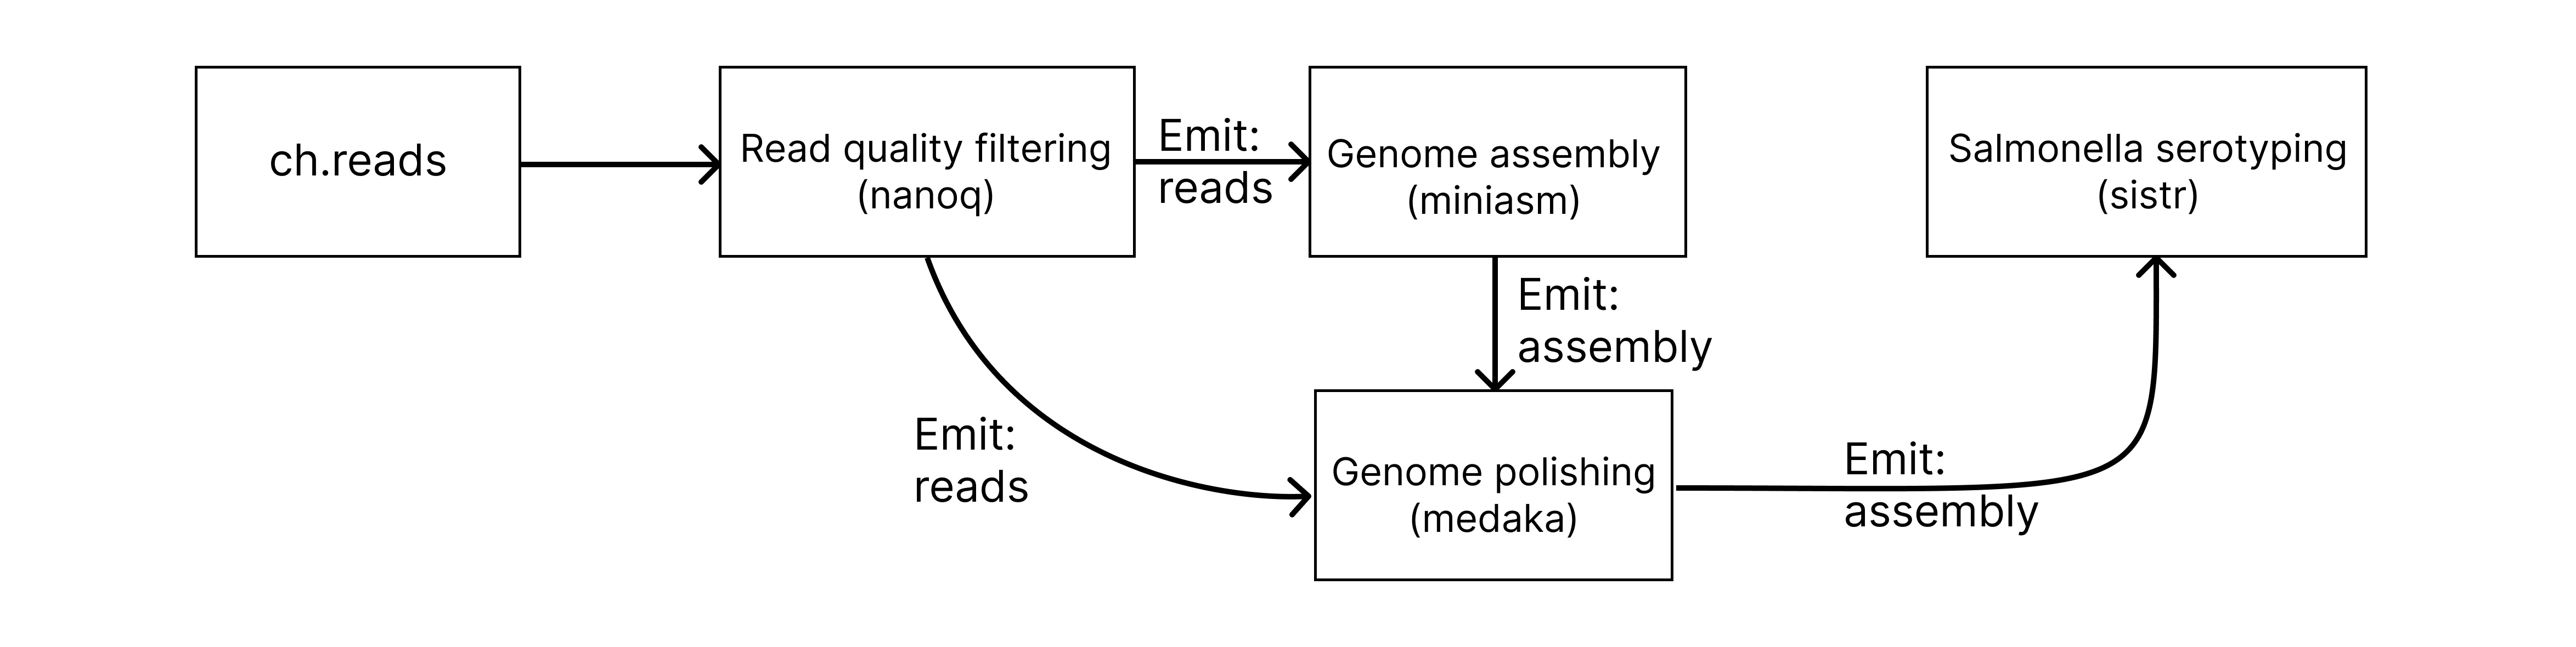 ch.reads
Read quality filtering
(nanoq)
Emit:
reads
Genome assembly
(miniasm)
Salmonella serotyping
(sistr)
Emit:
assembly
Emit:
reads
Genome polishing
(medaka)
Emit:
assembly